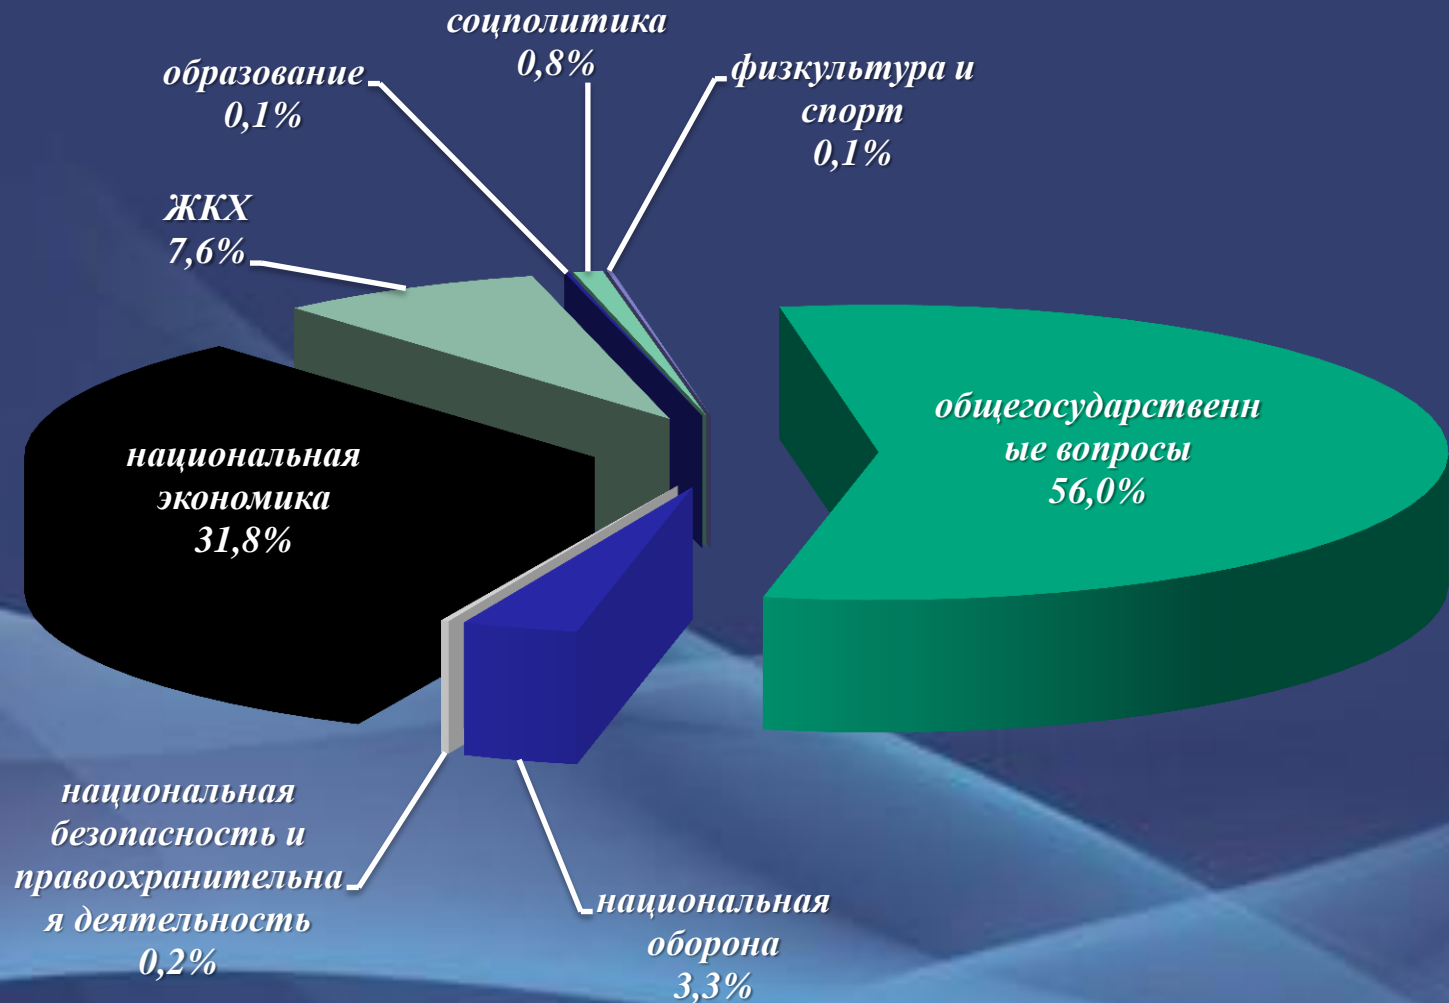 соцполитика
0,8%
образование
0,1%
физкультура и
спорт
0,1%
ЖКХ
7,6%
общегосударственн
ые вопросы
56,0%
национальная
экономика
31,8%
национальная
безопасность и
правоохранительна
я деятельность
0,2%
национальная
оборона
3,3%